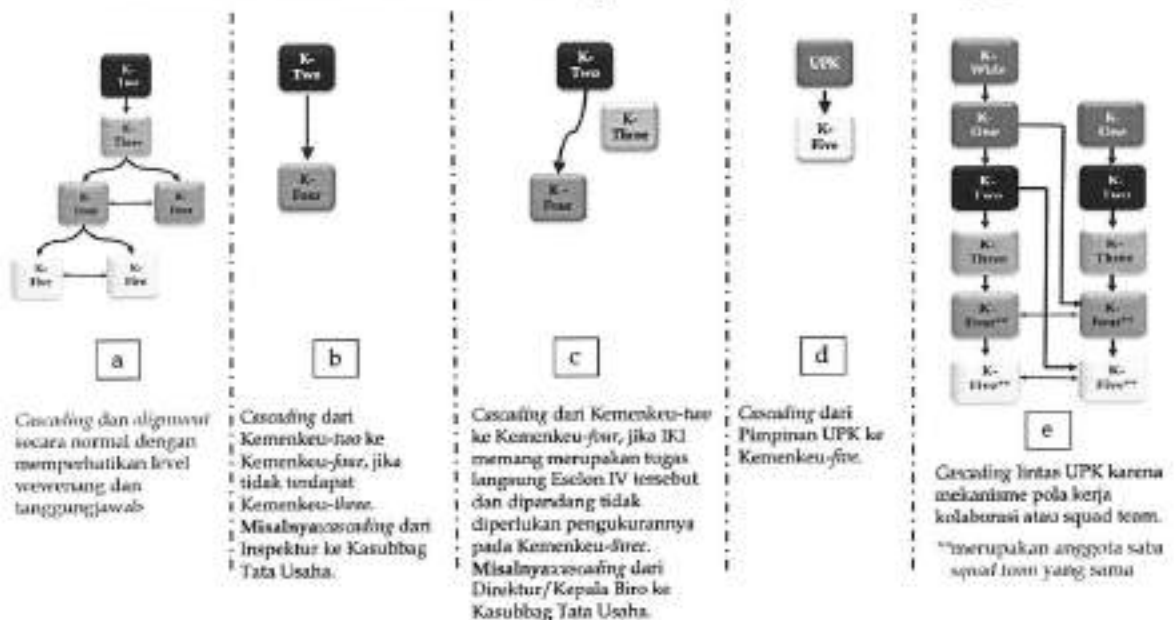 K-
Two
K-
Three
K-
Four
K-
Four
K-
Five
K-
Five
a
Cascading dan alignment
secara normal dengan
memperhatikan level
wewenang dan
tanggungjawab
K-
Two
K-
Four
b
Cascading dari
Kemenkeu-two ke
Kemenkeu-four, jika
tidak terdapat
Kemenkeu-three.
Misalnya:cascading dari
Inspektur ke Kasubbag
Tata Usaha.
K-
Two
K-
Three
K-
Four
c
Cascading dari Kemenkeu-two
ke Kemenkeu-four, jika IKI
memang merupakan tugas
langsung Eselon IV tersebut
dan dipandang tidak
diperlukan pengukurannya
pada Kemenkeu-three.
Misalnya:cascading dari
Direktur/Kepala Biro ke
Kasubbag Tata Usaha.
UPK
K-
Five
d
Cascading dari
Pimpinan UPK ke
Kemenkeu-five.
K-
Wide
K-
One
K-
One
K-
Two
K-
Two
K-
Three
K-
Three
K-
Four**
K-
Four**
K-
Five**
K-
Five**
e
Cascading lintas UPK karena
mekanisme pola kerja
kolaborasi atau squad team.
**merupakan anggota satu
squad team yang sama